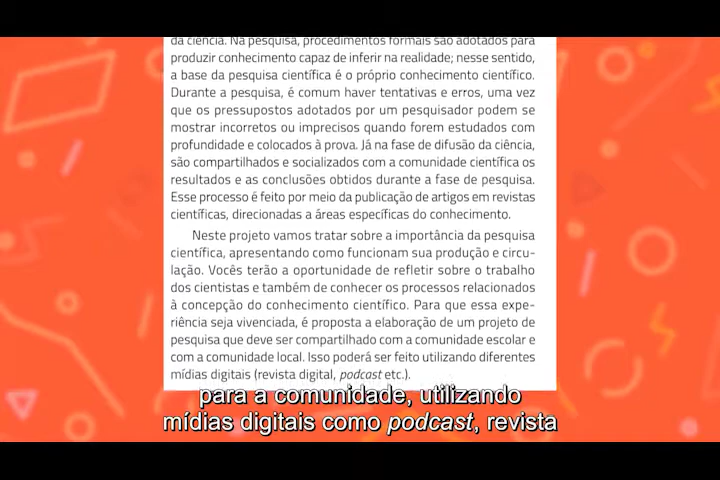 da ciência. Na pesquisa, procedimentos formais são adotados para
produzir conhecimento capaz de inferir na realidade; nesse sentido,
a base da pesquisa científica é o próprio conhecimento científico.
Durante a pesquisa, é comum haver tentativas e erros, uma vez
que os pressupostos adotados por um pesquisador podem se
mostrar incorretos ou imprecisos quando forem estudados com
profundidade e colocados à prova. Já na fase de difusão da ciência,
são compartilhados e socializados com a comunidade científica os
resultados e as conclusões obtidos durante a fase de pesquisa.
Esse processo é feito por meio da publicação de artigos em revistas
científicas, direcionadas a áreas específicas do conhecimento.
Neste projeto vamos tratar sobre a importância da pesquisa
científica, apresentando como funcionam sua produção e circu-
lação. Vocês terão a oportunidade de refletir sobre o trabalho
dos cientistas e também de conhecer os processos relacionados
à concepção do conhecimento científico. Para que essa expe-
riência seja vivenciada, é proposta a elaboração de um projeto de
pesquisa que deve ser compartilhado com a comunidade escolar e
com a comunidade local. Isso poderá ser feito utilizando diferentes
mídias digitais (revista digital, podcast etc.).
para a comunidade, utilizando
mídias digitais como podcast, revista